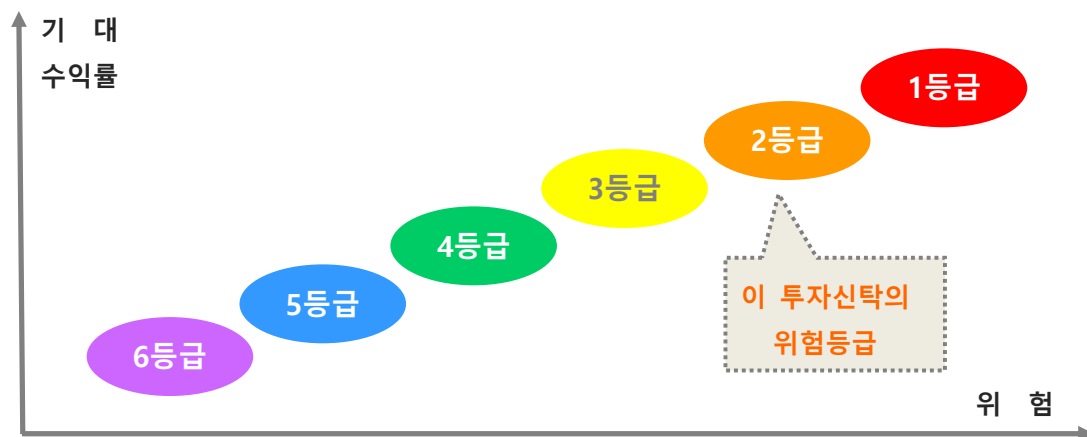 기 대
수익률
1등급
2등급
3등급
4등급
5등급
6등급
이 투자신탁의
위험등급
위 험